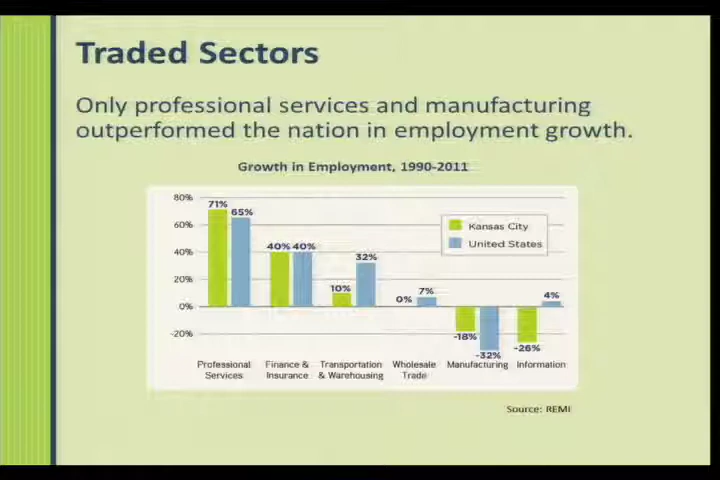 Traded Sectors
Only professional services and manufacturing
outperformed the nation in employment growth.
Growth in Employment, 1990-2011
80%
60%
40%
20%
0%
-20%
71%
65%
40% 40%
10%
32%
0%
7%
-18%
-32%
-26%
4%
Kansas City
United States
Professional
Services
Finance &
Insurance
Transportation
& Warehousing
Wholesale
Trade
Manufacturing
Information
Source: REMI